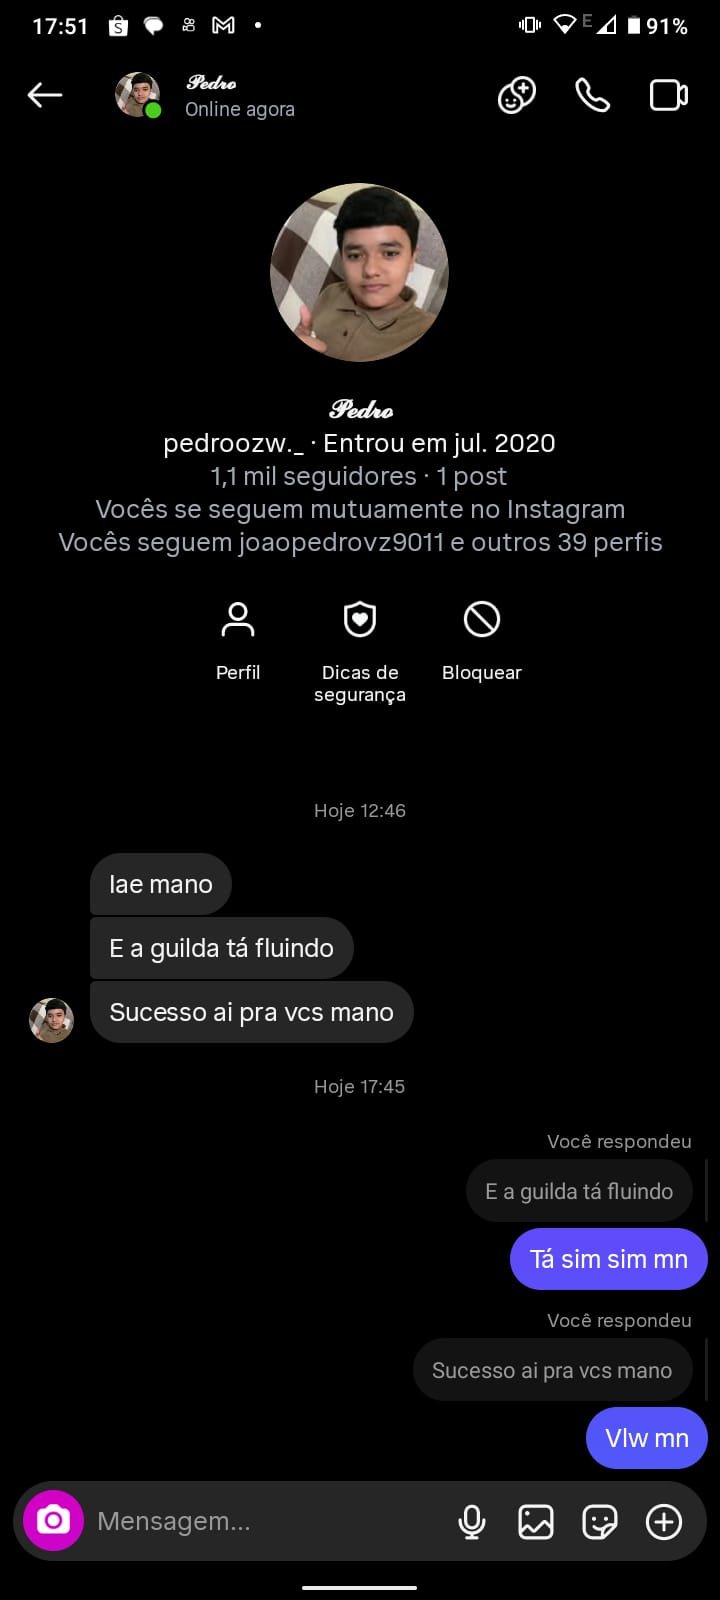 17:51
E
91%
𝓟𝓮𝓭𝓻𝓸
Online agora
𝓟𝓮𝓭𝓻𝓸
pedroozw._ · Entrou em jul. 2020
1,1 mil seguidores · 1 post
Vocês se seguem mutuamente no Instagram
Vocês seguem joaopedrovz9011 e outros 39 perfis
Perfil
Dicas de
segurança
Bloquear
Hoje 12:46
Iae mano
E a guilda tá fluindo
Sucesso ai pra vcs mano
Hoje 17:45
Você respondeu
E a guilda tá fluindo
Tá sim sim mn
Você respondeu
Sucesso ai pra vcs mano
Vlw mn
Mensagem...